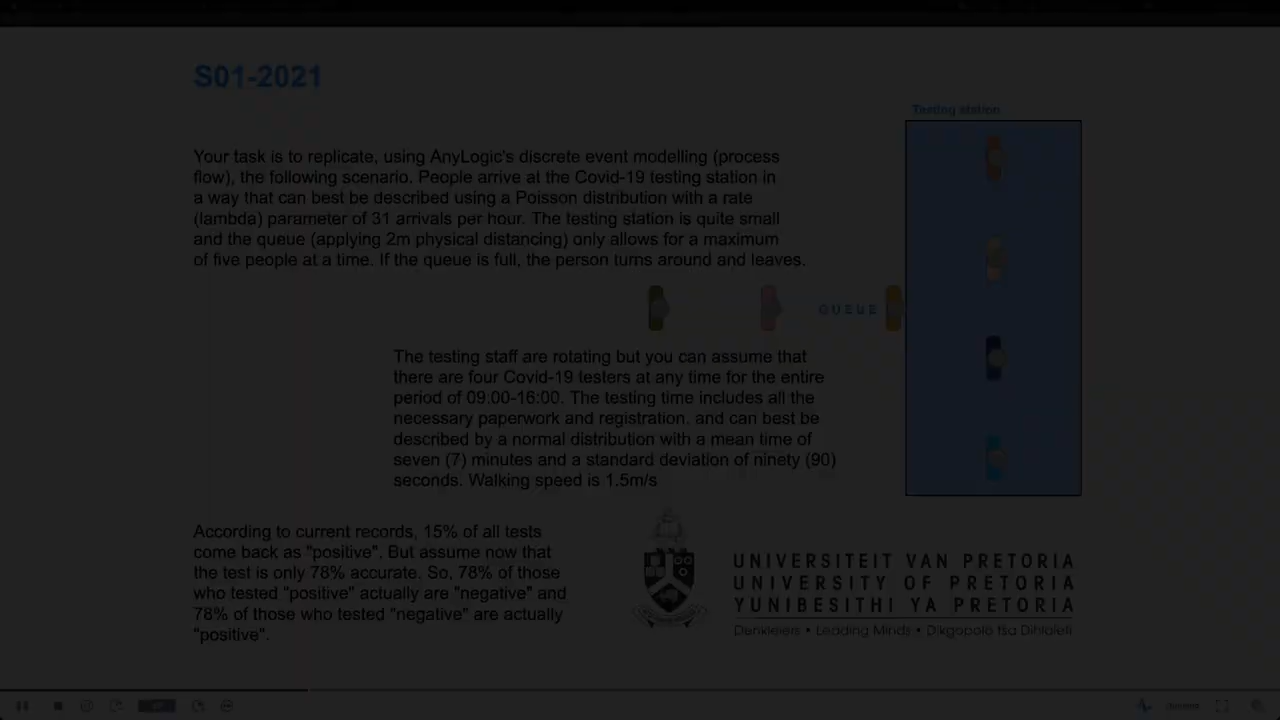 S01-2021
Testing station
Your task is to replicate, using AnyLogic's discrete event modelling (process
flow), the following scenario. People arrive at the Covid-19 testing station in
a way that can best be described using a Poisson distribution with a rate
(lambda) parameter of 31 arrivals per hour. The testing station is quite small
and the queue (applying 2m physical distancing) only allows for a maximum
of five people at a time. If the queue is full, the person turns around and leaves.
QUEUE
The testing staff are rotating but you can assume that
there are four Covid-19 testers at any time for the entire
period of 09:00-16:00. The testing time includes all the
necessary paperwork and registration, and can best be
described by a normal distribution with a mean time of
seven (7) minutes and a standard deviation of ninety (90)
seconds. Walking speed is 1.5m/s
According to current records, 15% of all tests
come back as "positive". But assume now that
the test is only 78% accurate. So, 78% of those
who tested "positive" actually are "negative" and
78% of those who tested "negative" are actually
"positive".
UNIVERSITEIT VAN PRETORIA
UNIVERSITY OF PRETORIA
YUNIBESITHI YA PRETORIA
Denkleiers • Leading Minds • Dikgopolo tša Dihlalefi